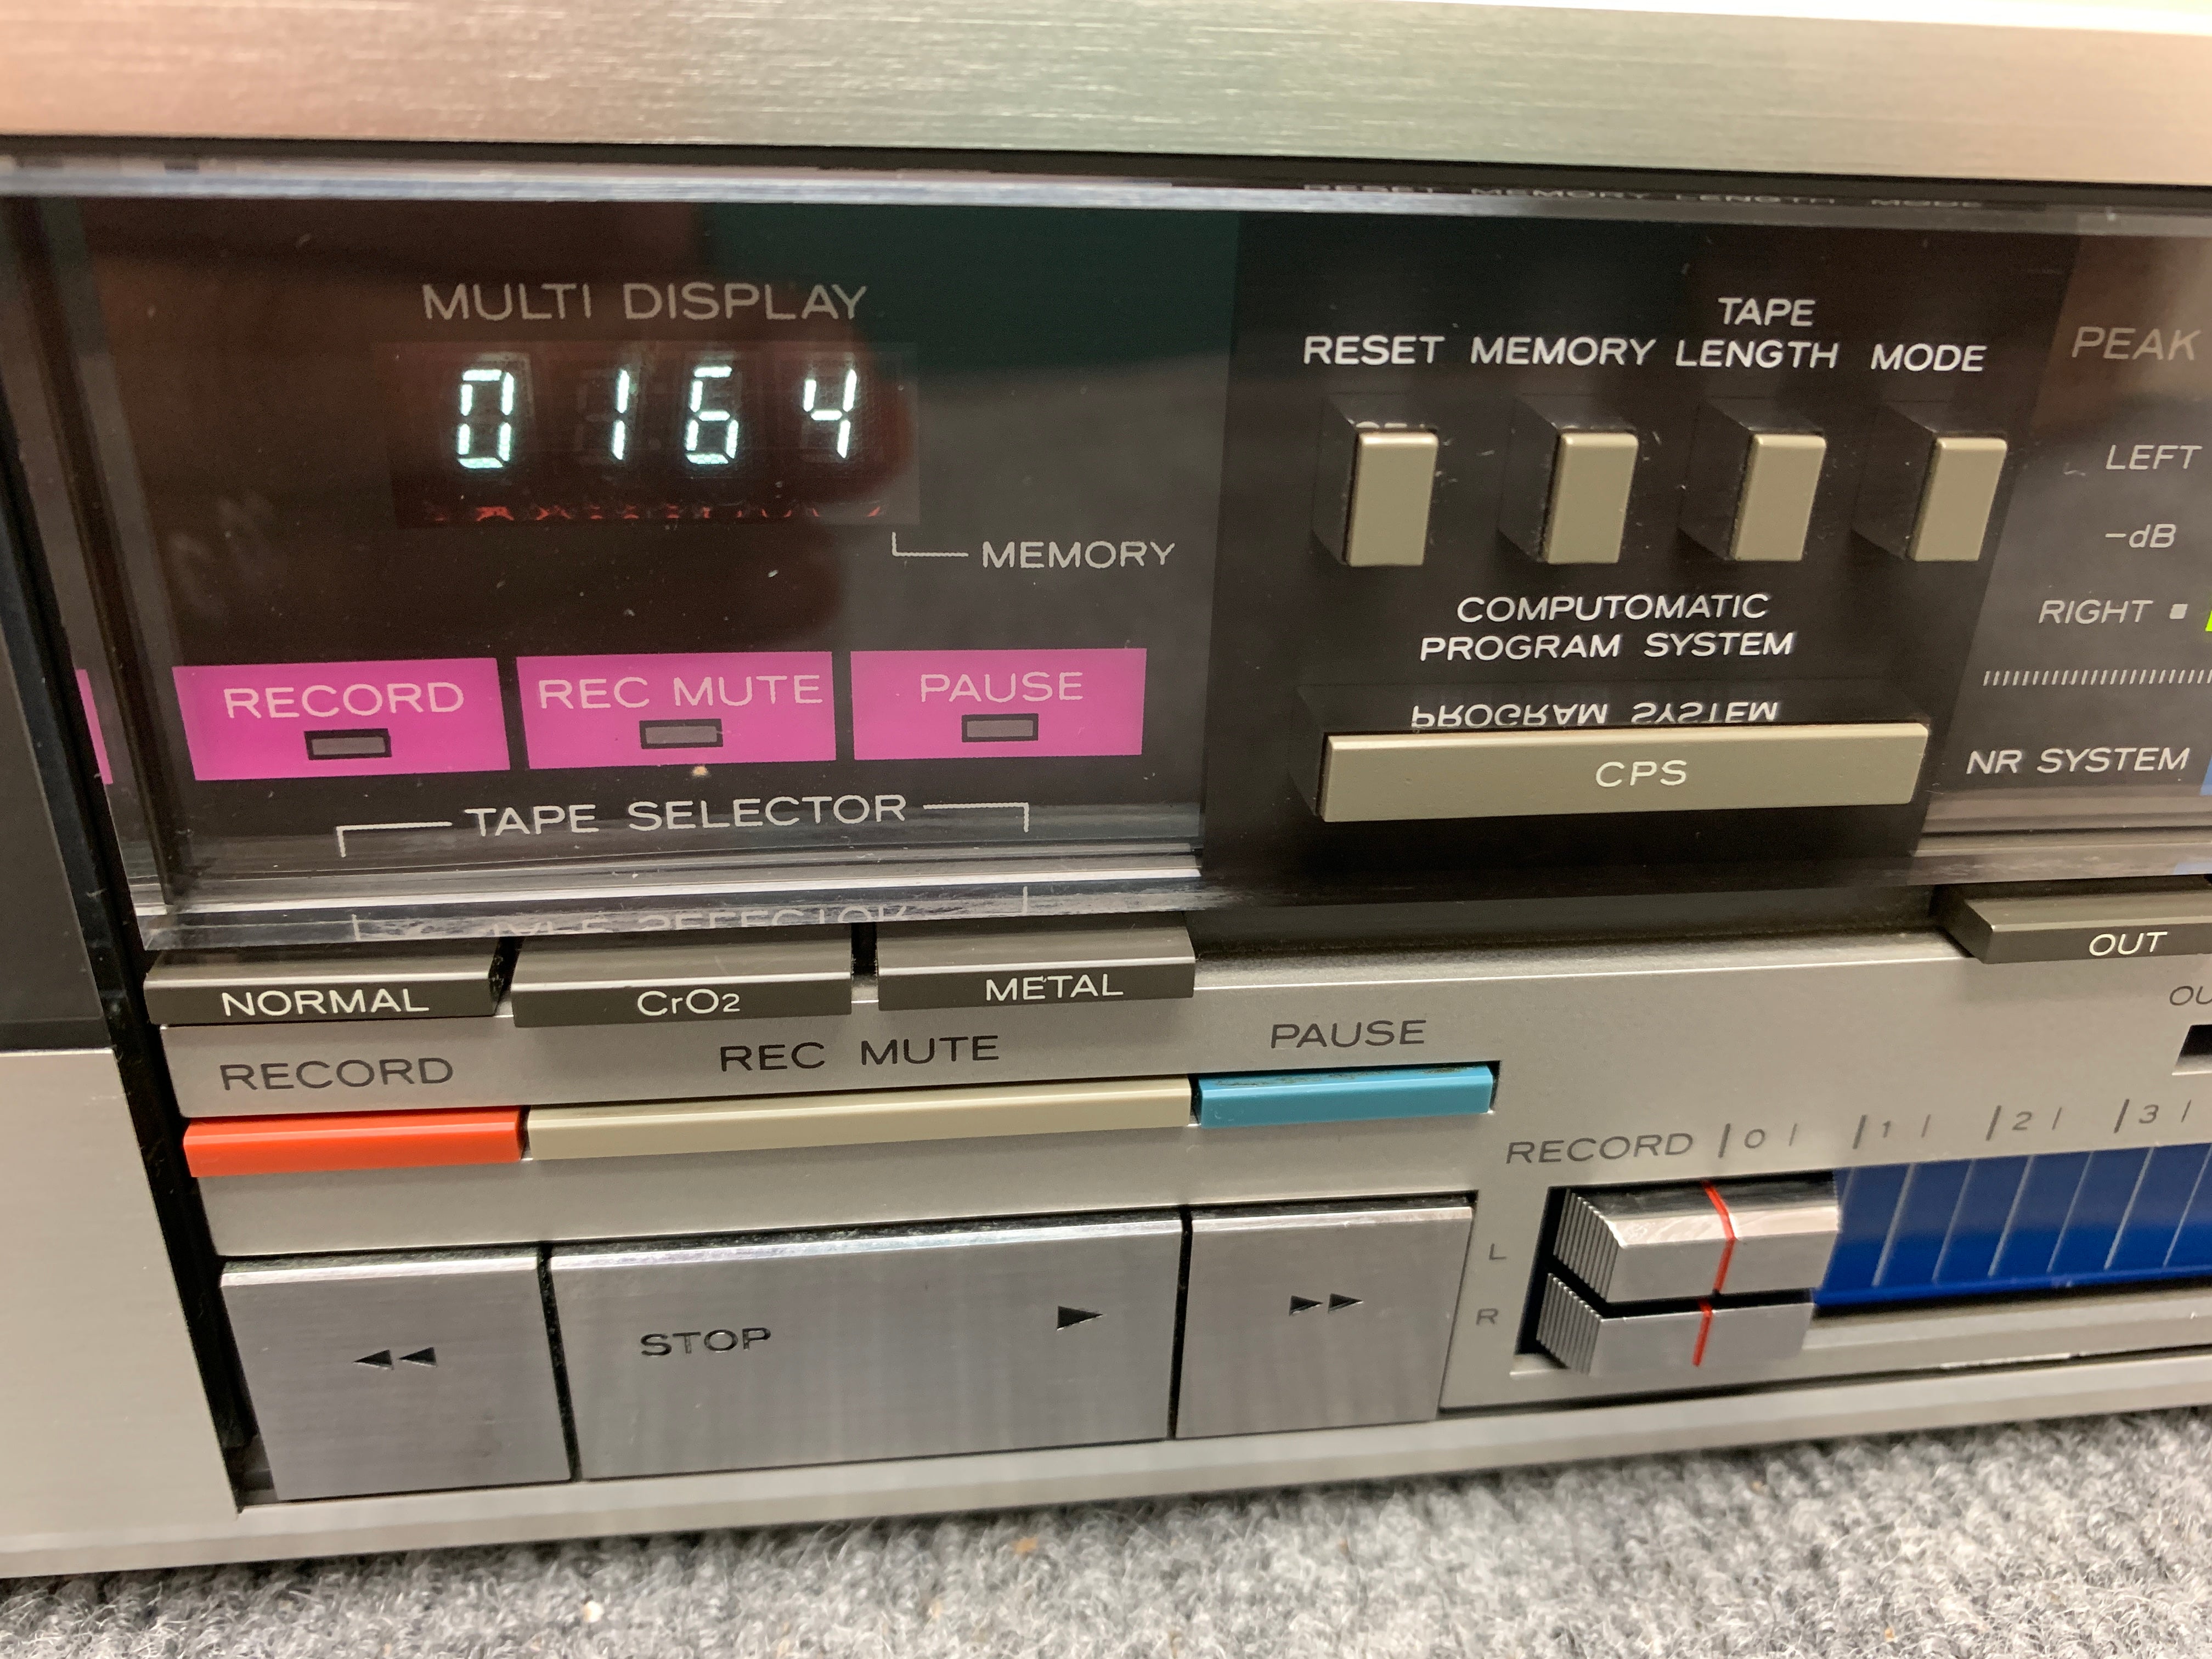 MULTI DISPLAY
0164
MEMORY
RECORD
REC MUTE
PAUSE
TAPE SELECTOR
NORMAL
CrO2
METAL
RESET MEMORY TAPE LENGTH MODE
COMPUTOMATIC
PROGRAM SYSTEM
CPS
PEAK
LEFT
-dB
RIGHT
NR SYSTEM
OUT
RECORD
REC MUTE
PAUSE
RECORD 0 1 2 3
L
R
◀◀
STOP ▶
▶▶